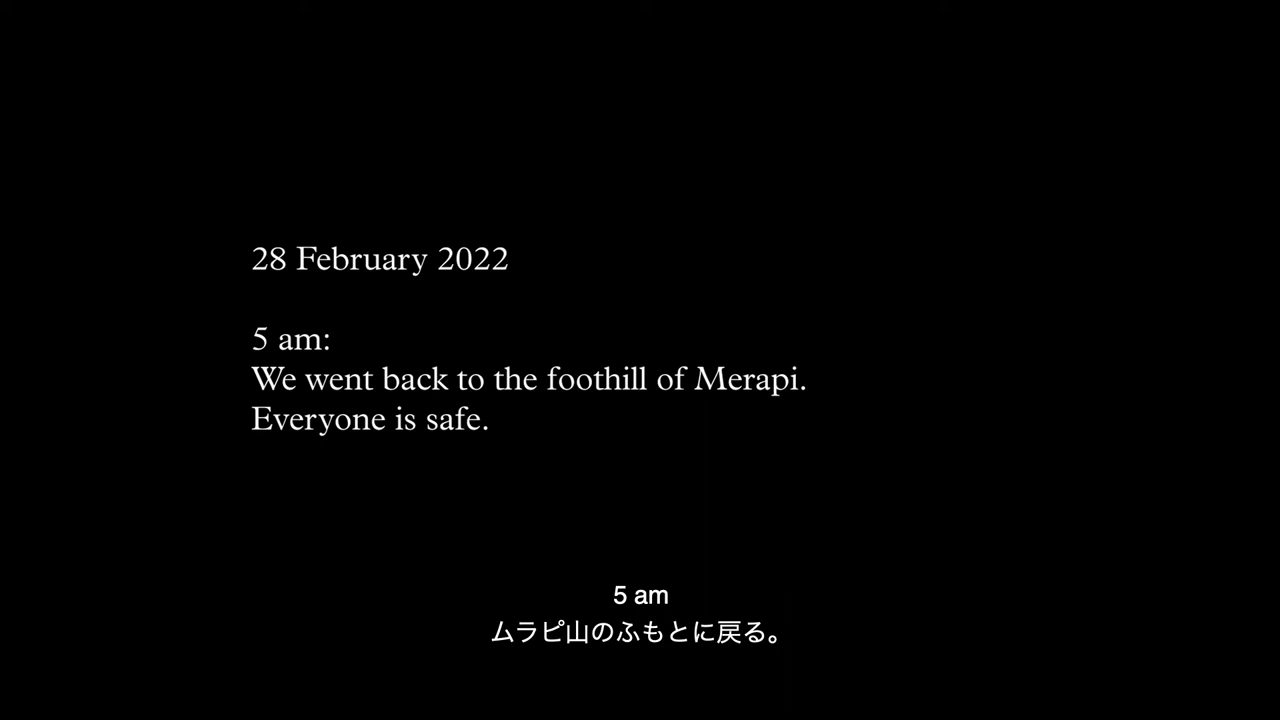 28 February 2022
5 am:
We went back to the foothill of Merapi.
Everyone is safe.
5 am
ムラピ山のふもとに戻る。